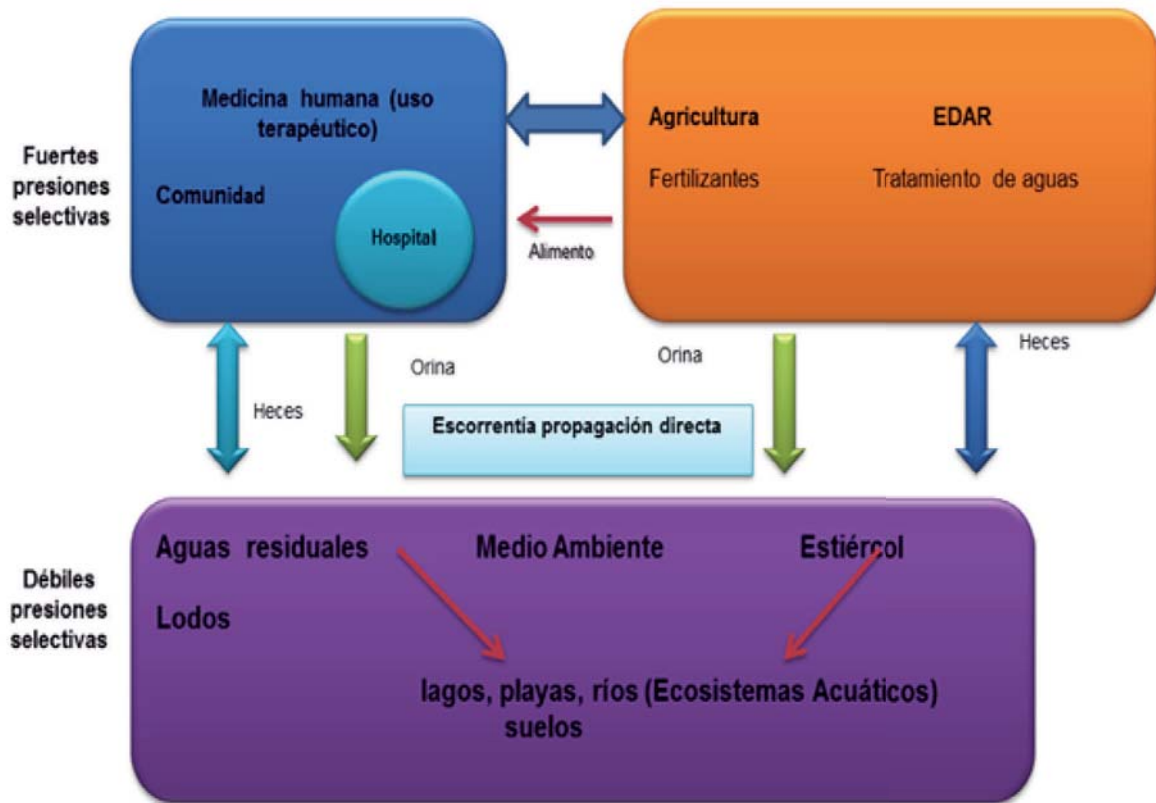 Fuertes
presiones
selectivas
Medicina humana (uso
terapéutico)
Comunidad
Hospital
Alimento
Agricultura
EDAR
Fertilizantes
Tratamiento de aguas
Heces
Orina
Escorrentía propagación directa
Orina
Heces
Débiles
presiones
selectivas
Aguas residuales
Medio Ambiente
Estiércol
Lodos
lagos, playas, ríos (Ecosistemas Acuáticos)
suelos